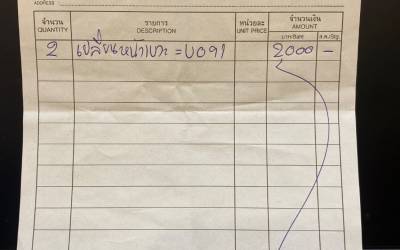 ADDRESS
จำนวน รายการ หน่วยละ จำนวนเงิน
QUANTITY DESCRIPTION UNIT PRICE AMOUNT
บาท/Baht ส.ต./Stg.
2 เปลี่ยนหน้าเบาะ = 2000 -